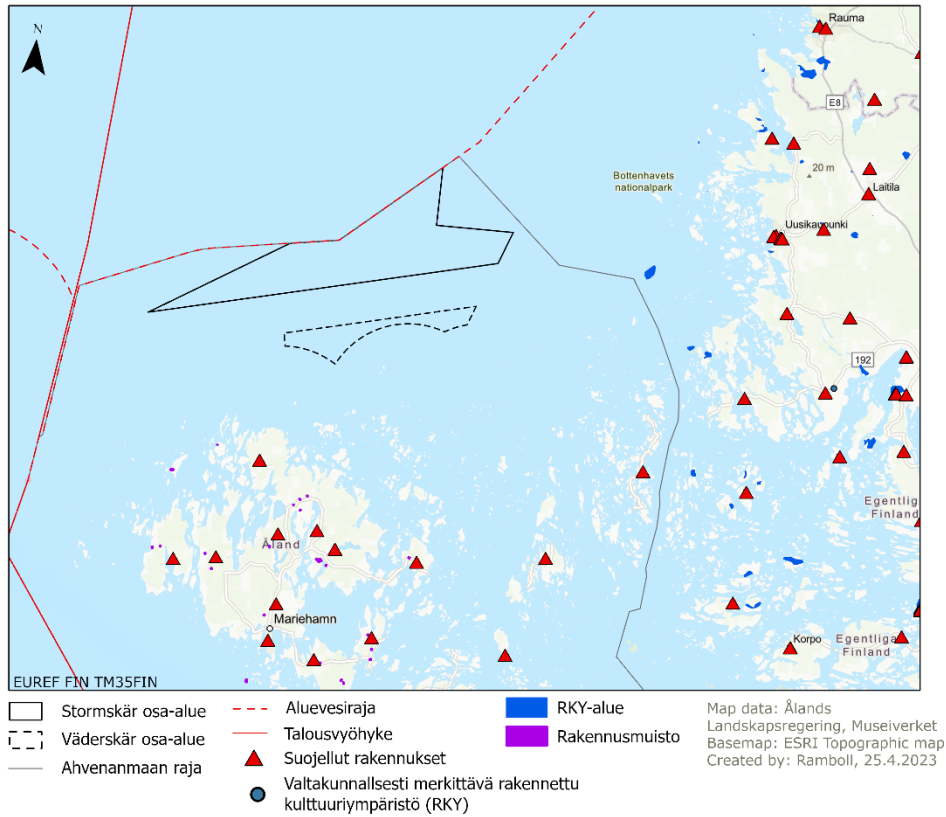 N
Rauma
E8
Bottenhavets
nationalpark
20 m
Laitila
Uusikaupunki
192
Egentliga
Finland
Åland
Mariehamn
Korpo
Egentliga
Finland
EUREF FIN TM35FIN
Stormskär osa-alue
Väderskär osa-alue
Ahvenanmaan raja
Aluevesiraja
Talousvyöhyke
Suojellut rakennukset
Valtakunnallisesti merkittävä rakennettu
kulttuuriympäristö (RKY)
RKY-alue
Rakennusmuisto
Map data: Ålands
Landskapsregering, Museiverket
Basemap: ESRI Topographic map
Created by: Ramboll, 25.4.2023